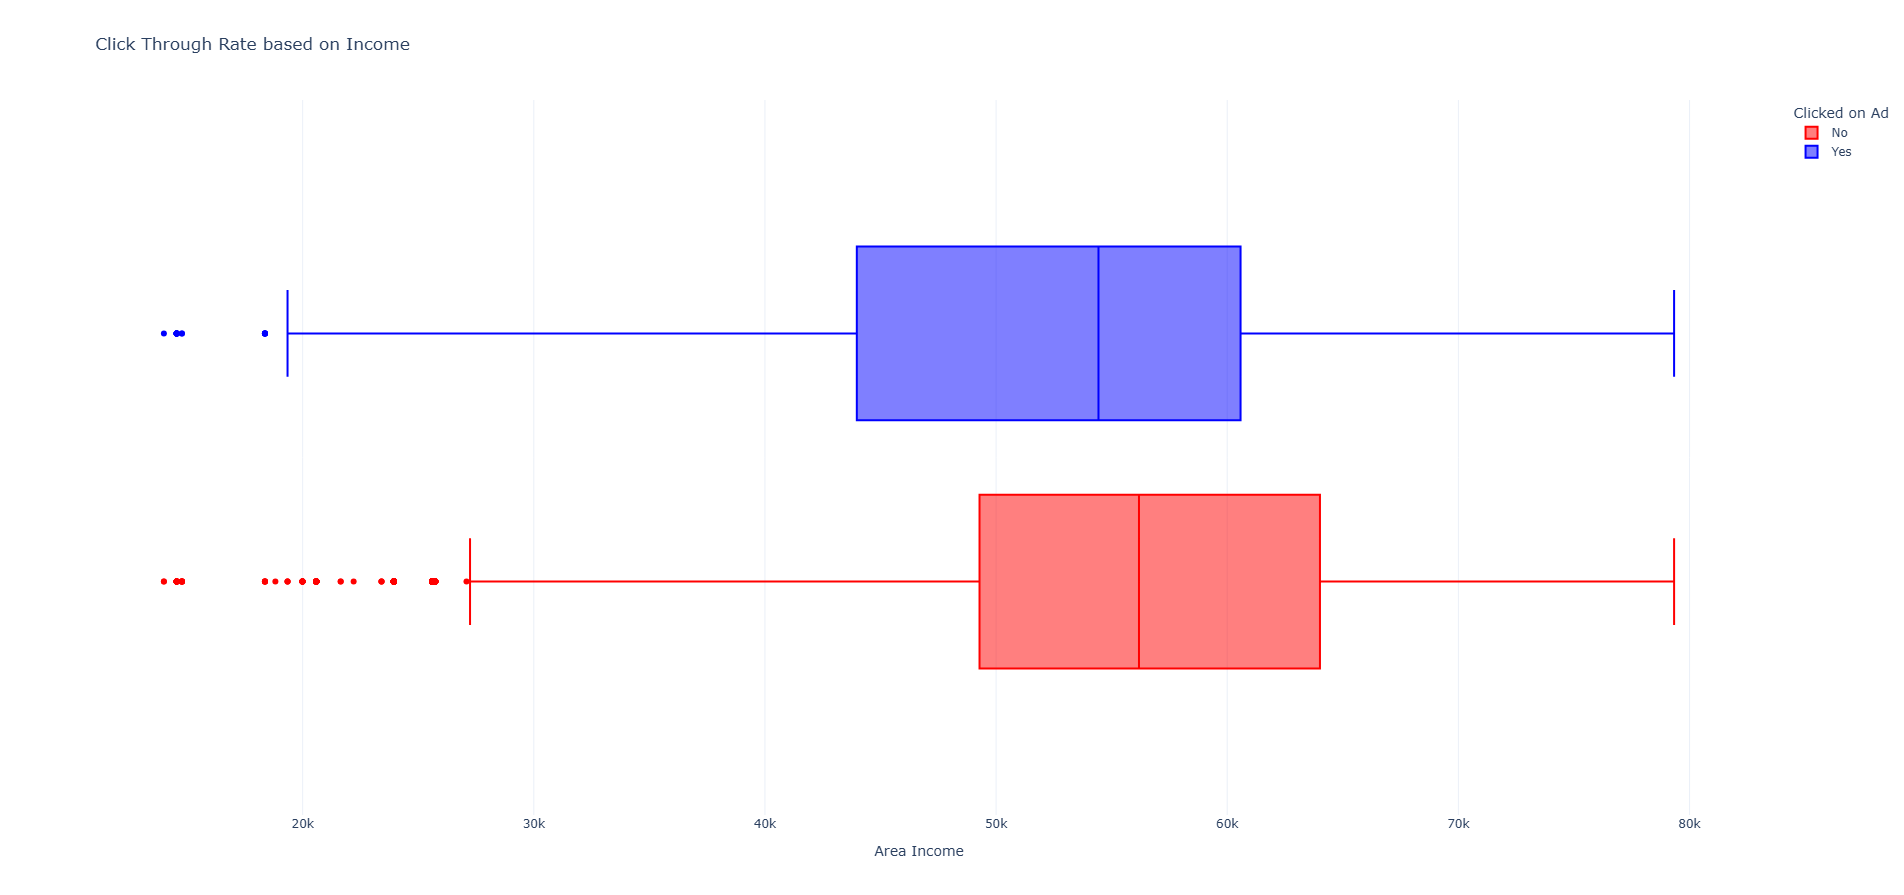 Click Through Rate based on Income
Clicked on Ad
No
Yes
20k
30k
40k
50k
60k
70k
80k
Area Income